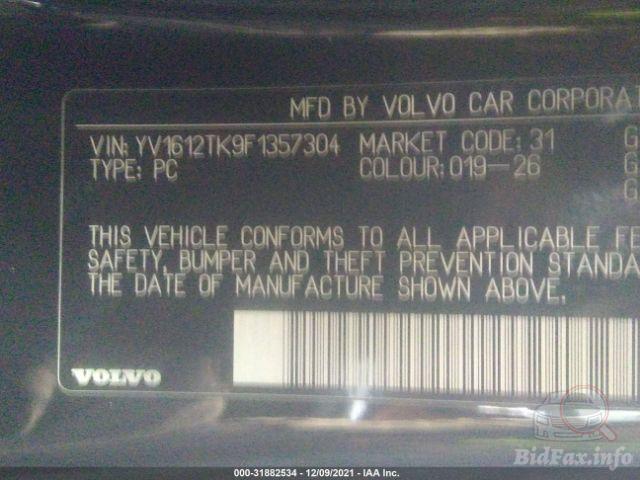 MFD BY VOLVO CAR CORPORAT
VIN: YV1612TK9F1357304 MARKET CODE: 31 G
TYPE: PC COLOUR: 019-26 G
G
THIS VEHICLE CONFORMS TO ALL APPLICABLE FE
SAFETY, BUMPER AND THEFT PREVENTION STANDA
THE DATE OF MANUFACTURE SHOWN ABOVE.
VOLVO
BidFax.info
000-31882534 - 12/09/2021 - IAA Inc.